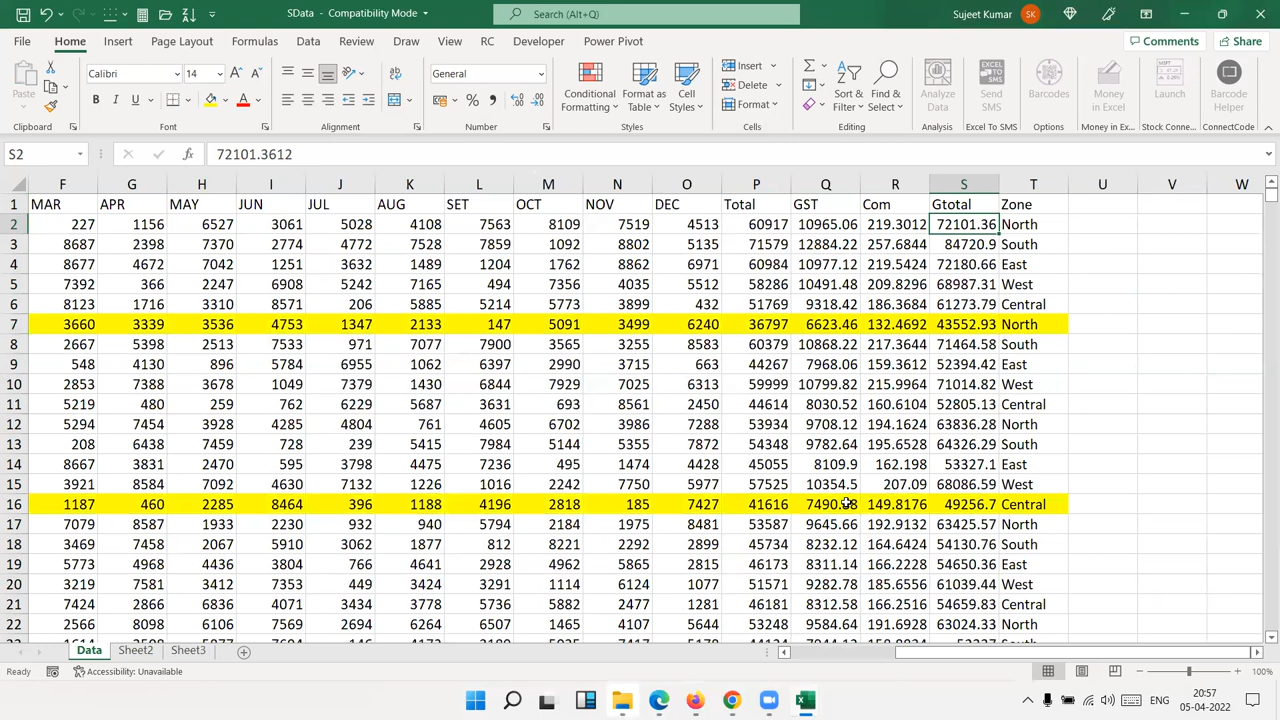 SData - Compatibility Mode
Search (Alt+Q)
Sujeet Kumar SK
File Home Insert Page Layout Formulas Data Review View Draw RC Developer Power Pivot Comments Share
Paste
Calibri 14
General
Conditional Formatting
Format as Table
Cell Styles
Insert
Delete
Format
Sort & Filter
Find & Select
Analyze Data
EXCEL TO SMS
Send SMS
Barcodes
Money in Excel
Launch
Barcode Helper
Clipboard Font Alignment Number Styles Cells Editing Analysis Excel To SMS Options Money in Ex... Stock Conne... ConnectCode
S2 fx 72101.3612
F G H I J K L M N O P Q R S T U V W
1 MAR APR MAY JUN JUL AUG SET OCT NOV DEC Total GST Com Gtotal Zone
2 227 1156 6527 3061 5028 4108 7563 8109 7519 4513 60917 10965.06 219.3012 72101.36 North
3 8687 2398 7370 2774 4772 7528 7859 1092 8802 5135 71579 12884.22 257.6844 84720.9 South
4 8677 4672 7042 1251 3632 1489 1204 1762 8862 6971 60984 10977.12 219.5424 72180.66 East
5 7392 366 2247 6908 5242 7165 494 7356 4035 5512 58286 10491.48 209.8296 68987.31 West
6 8123 1716 3310 8571 206 5885 5214 5773 3899 432 51769 9318.42 186.3684 61273.79 Central
7 3660 3339 3536 4753 1347 2133 147 5091 3499 6240 36797 6623.46 132.4692 43552.93 North
8 2667 5398 2513 7533 971 7077 7900 3565 3255 8583 60379 10868.22 217.3644 71464.58 South
9 548 4130 896 5784 6955 1062 6397 2990 3715 663 44267 7968.06 159.3612 52394.42 East
10 2853 7388 3678 1049 7379 1430 6844 7929 7025 6313 59999 10799.82 215.9964 71014.82 West
11 5219 480 259 762 6229 5687 3631 693 8561 2450 44614 8030.52 160.6104 52805.13 Central
12 5294 7454 3928 4285 4804 761 4605 6702 3986 7288 53934 9708.12 194.1624 63836.28 North
13 208 6438 7459 728 239 5415 7984 5144 5355 7872 54348 9782.64 195.6528 64326.29 South
14 8667 3831 2470 595 3798 4475 7236 495 1474 4428 45055 8109.9 162.198 53327.1 East
15 3921 8584 7092 4630 7132 1226 1016 2242 7750 5977 57525 10354.5 207.09 68086.59 West
16 1187 460 2285 8464 396 1188 4196 2818 185 7427 41616 149.8176 49256.7 Central
17 7079 8587 1933 2230 932 940 5794 2184 1975 8481 53587 9645.66 192.9132 63425.57 North
18 3469 7458 2067 5910 3062 1877 812 8221 2292 2899 45734 8232.12 164.6424 54130.76 South
19 5773 4968 4436 3804 766 4641 2928 4962 5865 2815 46173 8311.14 166.2228 54650.36 East
20 3219 7581 3412 7353 449 3424 3291 1114 6124 1077 51571 9282.78 185.6556 61039.44 West
21 7424 2866 6836 4071 3434 3778 5736 5882 2477 1281 46181 8312.58 166.2516 54659.83 Central
22 2566 8098 6106 7569 2694 6264 6507 1465 4107 5644 53248 9584.64 191.6928 63024.33 North
Data Sheet2 Sheet3
Ready Accessibility: Unavailable 100%
ENG 20:57
05-04-2022